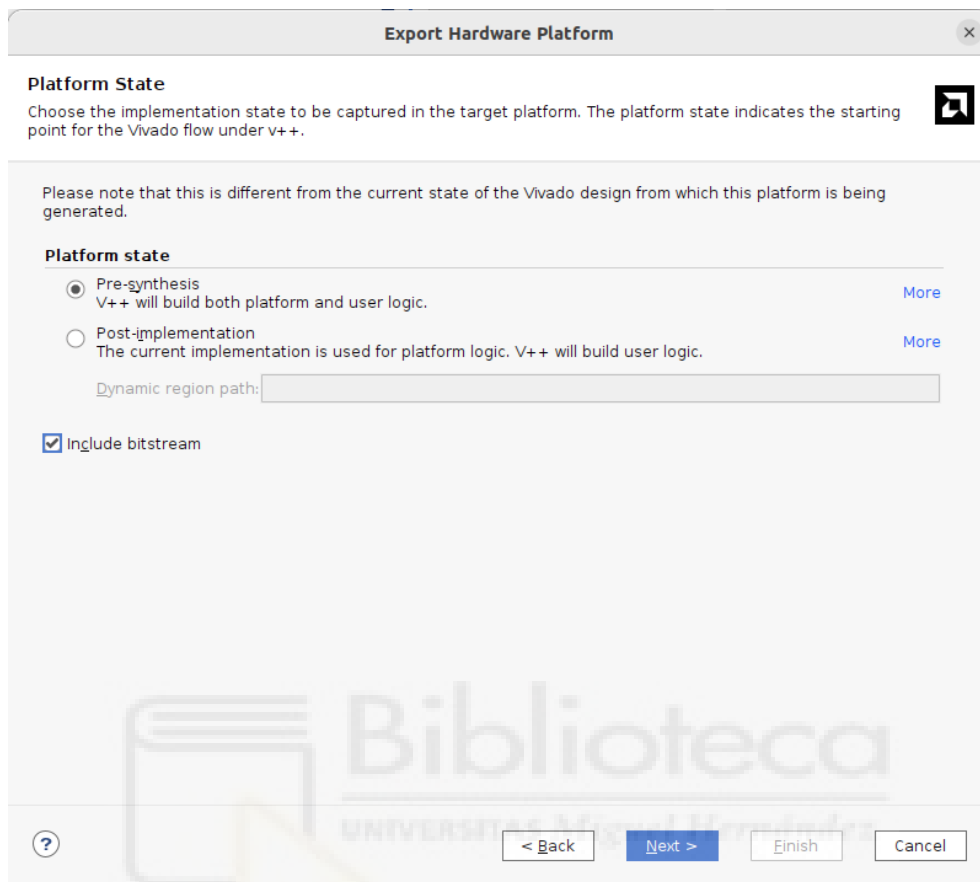 Export Hardware Platform
Platform State
Choose the implementation state to be captured in the target platform. The platform state indicates the starting
point for the Vivado flow under v++.
Please note that this is different from the current state of the Vivado design from which this platform is being
generated.
Platform state
Pre-synthesis
V++ will build both platform and user logic.
More
Post-implementation
The current implementation is used for platform logic. V++ will build user logic.
More
Dynamic region path:
Include bitstream
Biblioteca
UNIVERSITAS Miguel Hernández
?
< Back
Next >
Finish
Cancel